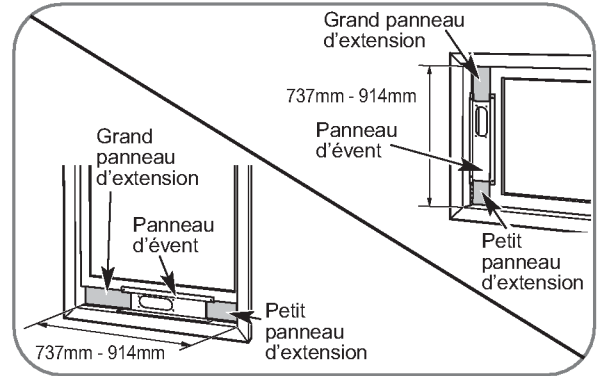 Grand panneau
d'extension
737mm - 914mm
Panneau
d'évent
Petit
panneau
d'extension
Grand
panneau
d'extension
Panneau
d'évent
Petit
panneau
d'extension
737mm - 914mm